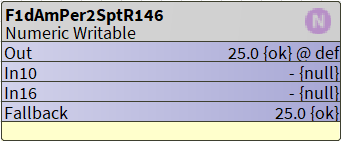 F1dAmPer2SptR146
N
Numeric Writable
Out 25.0 {ok} @ def
In10 - {null}
In16 - {null}
Fallback 25.0 {ok}